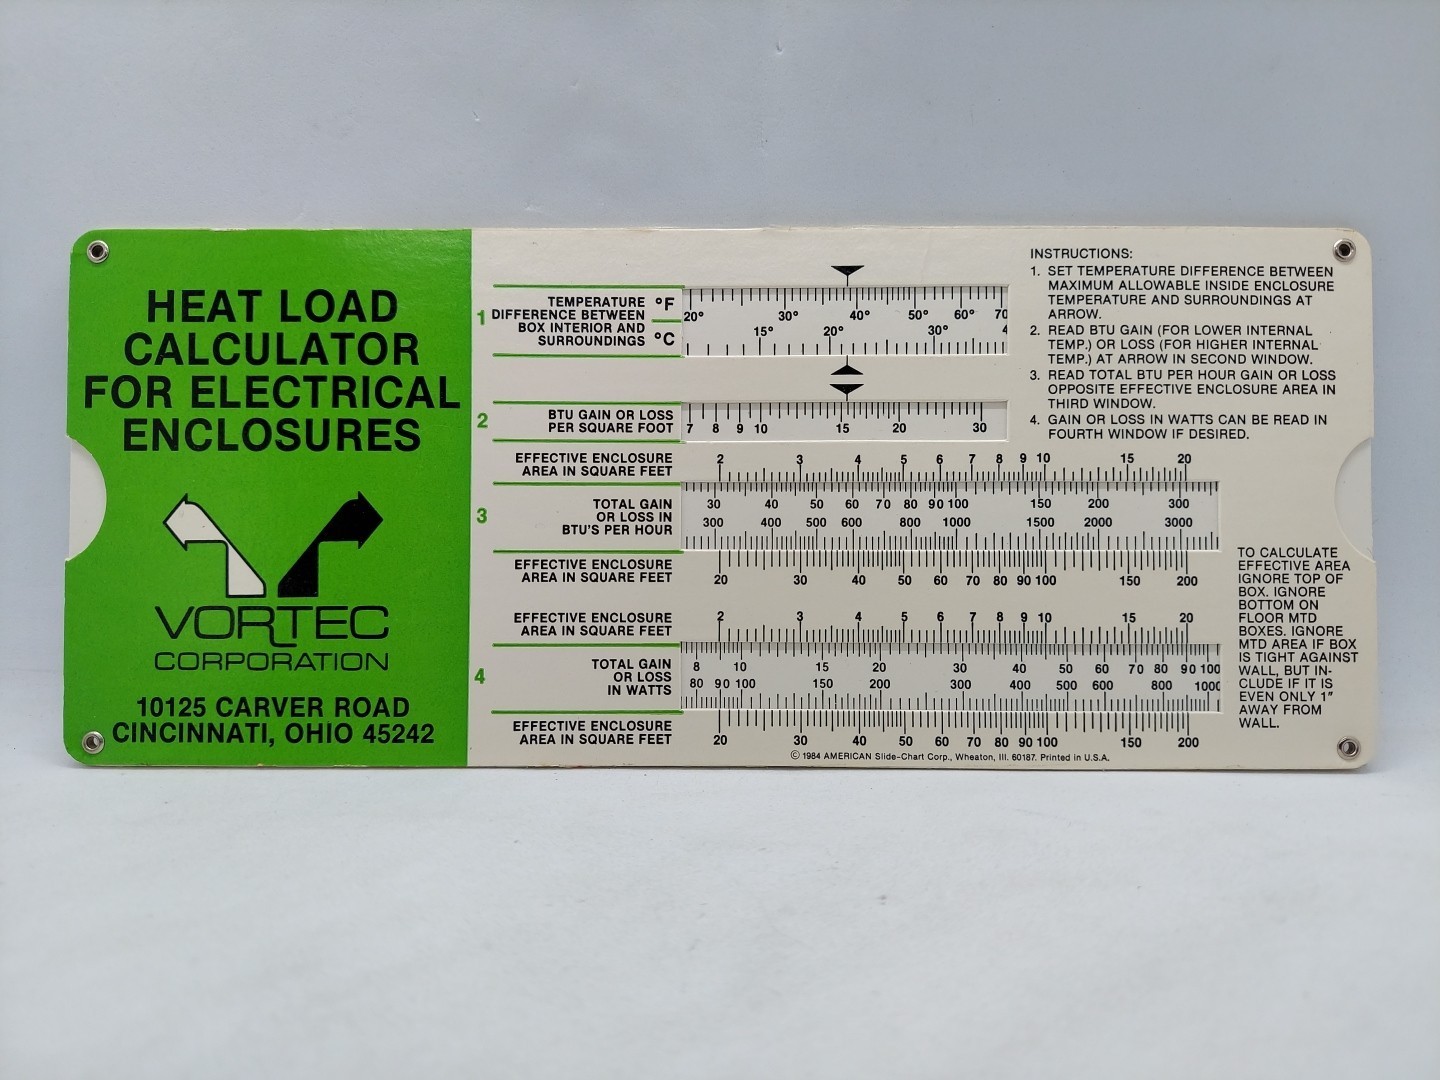 HEAT LOAD
CALCULATOR
FOR ELECTRICAL
ENCLOSURES
VORTEC
CORPORATION
10125 CARVER ROAD
CINCINNATI, OHIO 45242
1
TEMPERATURE
DIFFERENCE BETWEEN
BOX INTERIOR AND
SURROUNDINGS
°F
°C
20° 30° 40° 50° 60° 70
15° 20° 30° 4
2
BTU GAIN OR LOSS
PER SQUARE FOOT
7 8 9 10 15 20 30
EFFECTIVE ENCLOSURE
AREA IN SQUARE FEET
2 3 4 5 6 7 8 9 10 15 20
3
TOTAL GAIN
OR LOSS IN
BTU'S PER HOUR
30 40 50 60 70 80 90 100 150 200 300
300 400 500 600 800 1000 1500 2000 3000
EFFECTIVE ENCLOSURE
AREA IN SQUARE FEET
20 30 40 50 60 70 80 90 100 150 200
EFFECTIVE ENCLOSURE
AREA IN SQUARE FEET
2 3 4 5 6 7 8 9 10 15 20
4
TOTAL GAIN
OR LOSS
IN WATTS
8 10 15 20 30 40 50 60 70 80 90 100
80 90 100 200 300 400 500 600 800 1000
EFFECTIVE ENCLOSURE
AREA IN SQUARE FEET
20 30 40 50 60 70 80 90 100 150 200
© 1984 AMERICAN Slide-Chart Corp., Wheaton, Ill. 60187. Printed in U.S.A.
INSTRUCTIONS:
1. SET TEMPERATURE DIFFERENCE BETWEEN
MAXIMUM ALLOWABLE INSIDE ENCLOSURE
TEMPERATURE AND SURROUNDINGS AT
ARROW.
2. READ BTU GAIN (FOR LOWER INTERNAL
TEMP.) OR LOSS (FOR HIGHER INTERNAL
TEMP.) AT ARROW IN SECOND WINDOW.
3. READ TOTAL BTU PER HOUR GAIN OR LOSS
OPPOSITE EFFECTIVE ENCLOSURE AREA IN
THIRD WINDOW.
4. GAIN OR LOSS IN WATTS CAN BE READ IN
FOURTH WINDOW IF DESIRED.
TO CALCULATE
EFFECTIVE AREA
IGNORE TOP OF
BOX. IGNORE
BOTTOM ON
FLOOR MTD
BOXES. IGNORE
MTD AREA IF BOX
IS TIGHT AGAINST
WALL, BUT IN-
CLUDE IF IT IS
EVEN ONLY 1"
AWAY FROM
WALL.